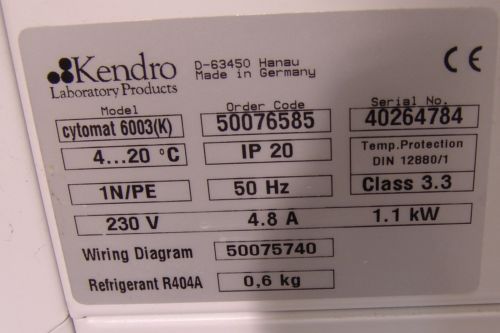 Kendro
Laboratory Products
D-63450 Hanau
Made in Germany
CE
Model
Order Code
Serial No.
cytomat 6003(K)
50076585
40264784
4...20 °C
IP 20
Temp.Protection
DIN 12880/1
1N/PE
50 Hz
Class 3.3
230 V
4.8 A
1.1 kW
Wiring Diagram
50075740
Refrigerant R404A
0,6 kg